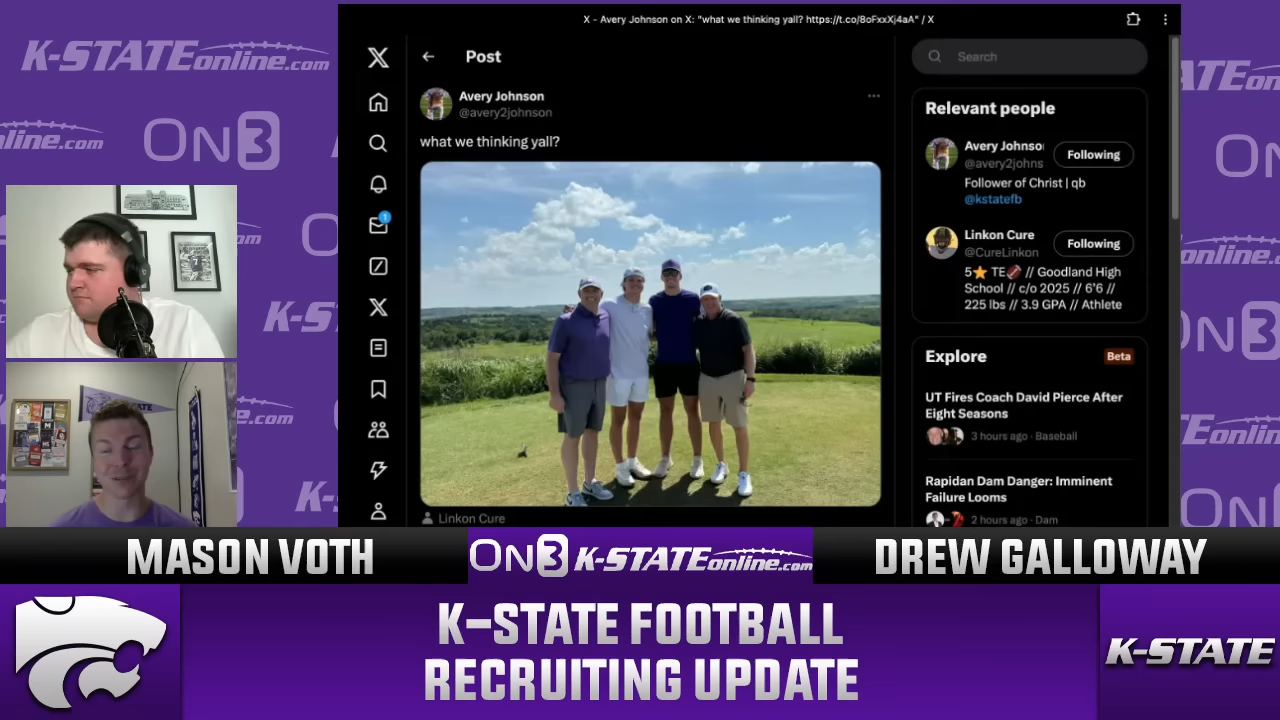 X - Avery Johnson on X: "what we thinking yall? https://t.co/8oFxxXj4aA" / X
K-STATEonline.com
ON3
Post
Search
Avery Johnson
@avery2johnson
what we thinking yall?
Linkon Cure
Relevant people
Avery Johnso
@avery2johns
Following
Follower of Christ | qb
@kstatefb
Linkon Cure
@CureLinkon
Following
5⭐ TE🏈 // Goodland High
School // c/o 2025 // 6'6 //
225 lbs // 3.9 GPA // Athlete
Explore
Beta
UT Fires Coach David Pierce After
Eight Seasons
3 hours ago · Baseball
Rapidan Dam Danger: Imminent
Failure Looms
2 hours ago · Dam
1
MASON VOTH
ON3 K-STATEonline.com
DREW GALLOWAY
K-STATE FOOTBALL
RECRUITING UPDATE
K-STATE